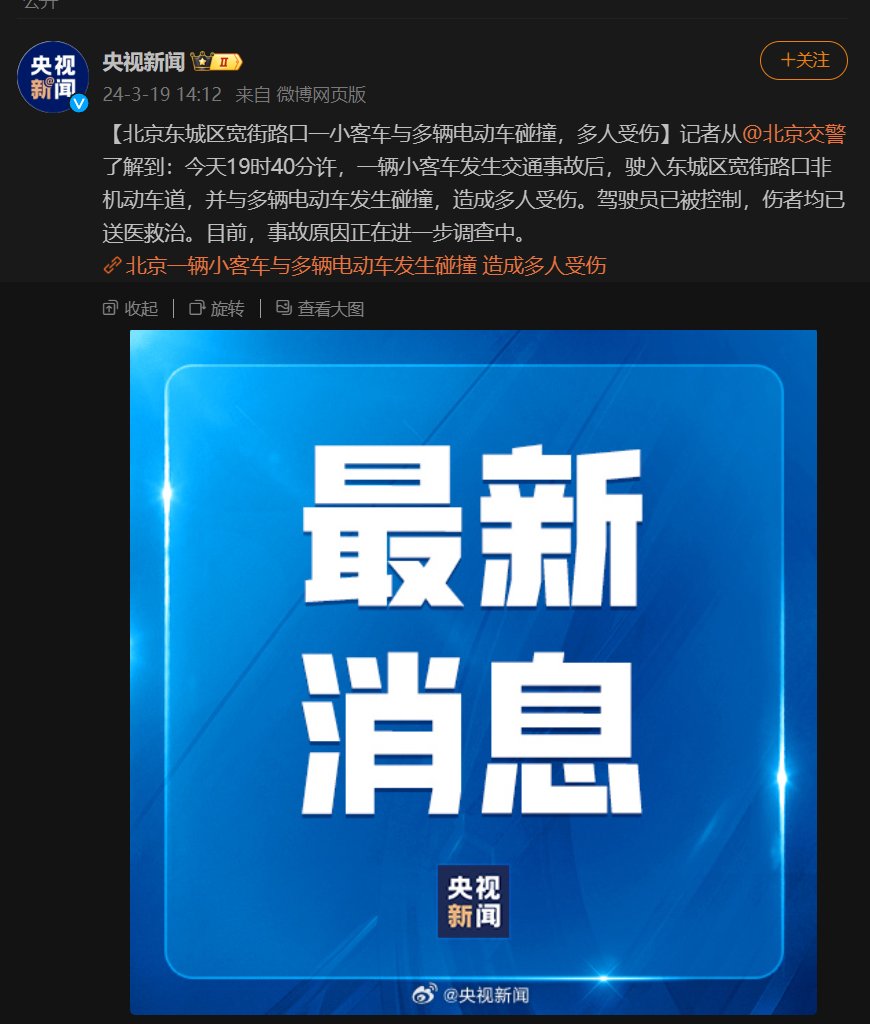 公开
央视新闻
央视
新闻
II
+关注
24-3-19 14:12 来自 微博网页版
【北京东城区宽街路口一小客车与多辆电动车碰撞，多人受伤】记者从@北京交警
了解到：今天19时40分许，一辆小客车发生交通事故后，驶入东城区宽街路口非
机动车道，并与多辆电动车发生碰撞，造成多人受伤。驾驶员已被控制，伤者均已
送医救治。目前，事故原因正在进一步调查中。
北京一辆小客车与多辆电动车发生碰撞 造成多人受伤
收起 | 旋转 | 查看大图
最新
消息
央视
新闻
@央视新闻